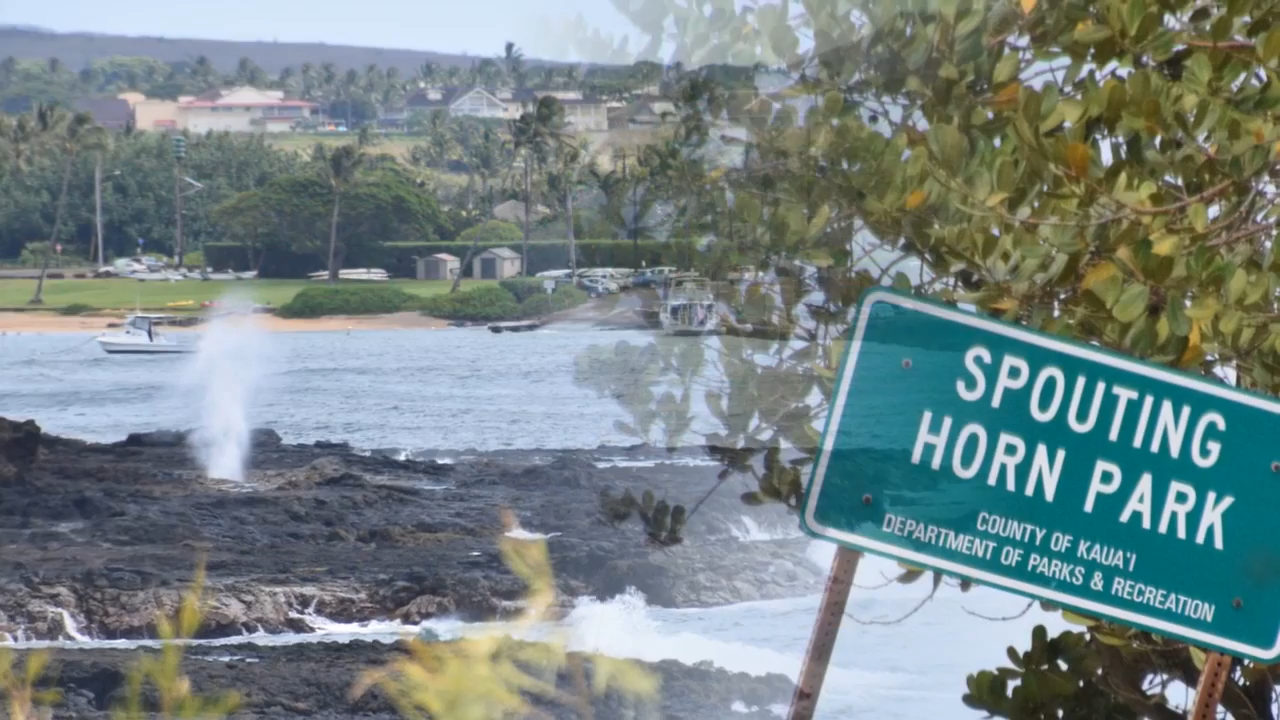 SPOUTING
HORN PARK
COUNTY OF KAUA'I
DEPARTMENT OF PARKS & RECREATION